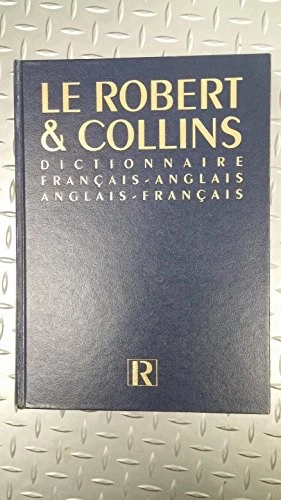 LE ROBERT
& COLLINS
DICTIONNAIRE
FRANÇAIS-ANGLAIS
ANGLAIS-FRANÇAIS
R